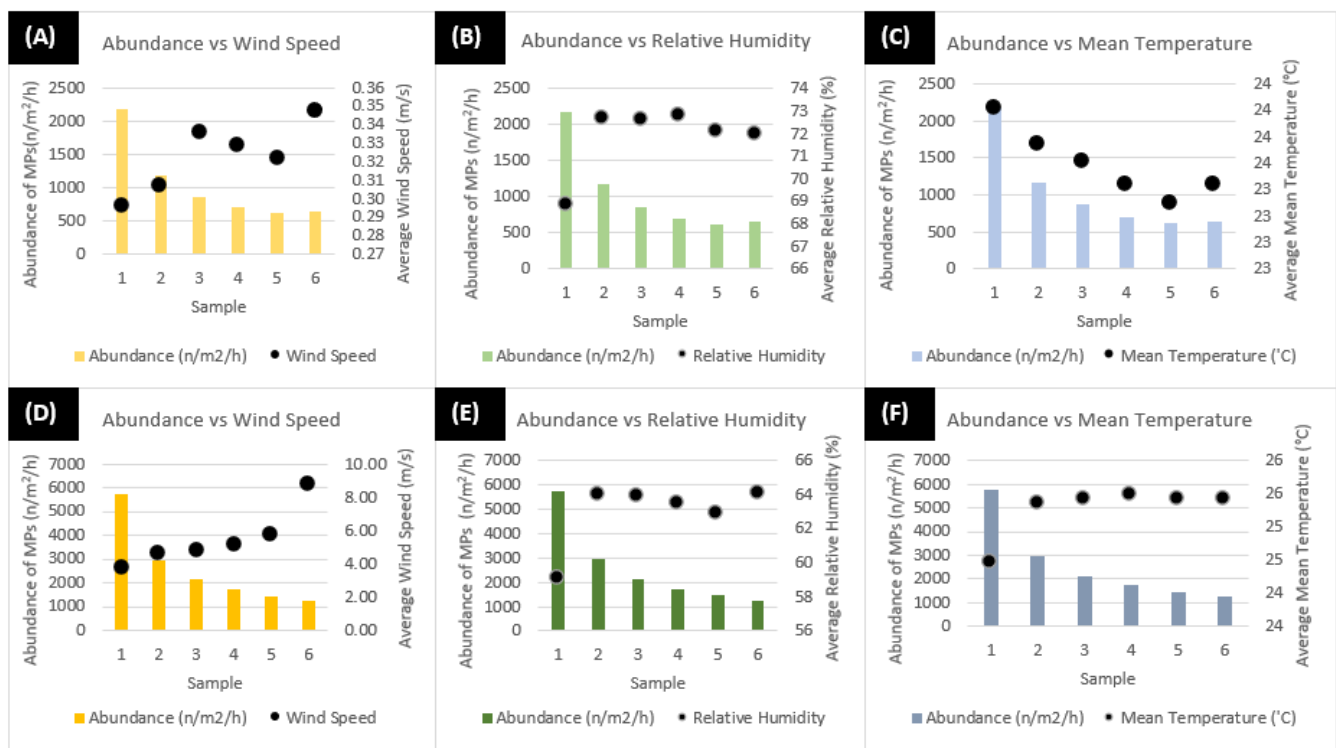 (A)
Abundance vs Wind Speed
Abundance of MPs(n/m²/h)
2500
2000
1500
1000
500
0
0.36
0.35
0.34
0.33
0.32
0.30
0.29
0.28
0.27
Average Wind Speed (m/s)
1 2 3 4 5 6
Sample
Abundance (n/m2/h) Wind Speed
(B)
Abundance vs Relative Humidity
Abundance of MPs (n/m²/h)
2500
2000
1500
1000
500
0
74
73
72
71
70
69
68
67
66
Average Relative Humidity (%)
1 2 3 4 5 6
Sample
Abundance (n/m2/h) Relative Humidity
(C)
Abundance vs Mean Temperature
Abundance of MPs (n/m²/h)
2500
2000
1500
1000
500
0
24
24
24
24
23
23
23
23
Average Mean Temperature (°C)
1 2 3 4 5 6
Sample
Abundance (n/m2/h) Mean Temperature ('C)
(D)
Abundance vs Wind Speed
Abundance of MPs (n/m²/h)
7000
6000
5000
4000
3000
2000
1000
0
10.00
8.00
6.00
4.00
2.00
0.00
Average Wind Speed (m/s)
1 2 3 4 5 6
Sample
Abundance (n/m2/h) Wind Speed
(E)
Abundance vs Relative Humidity
Abundance of MPs (n/m²/h)
7000
6000
5000
4000
3000
2000
1000
0
66
64
62
60
58
56
Average Relative Humidity (%)
1 2 3 4 5 6
Sample
Abundance (n/m2/h) Relative Humidity
(F)
Abundance vs Mean Temperature
Abundance of MPs (n/m²/h)
7000
6000
5000
4000
3000
2000
1000
0
26
26
25
25
24
24
Average Mean Temperature (°C)
1 2 3 4 5 6
Sample
Abundance (n/m2/h) Mean Temperature ('C)